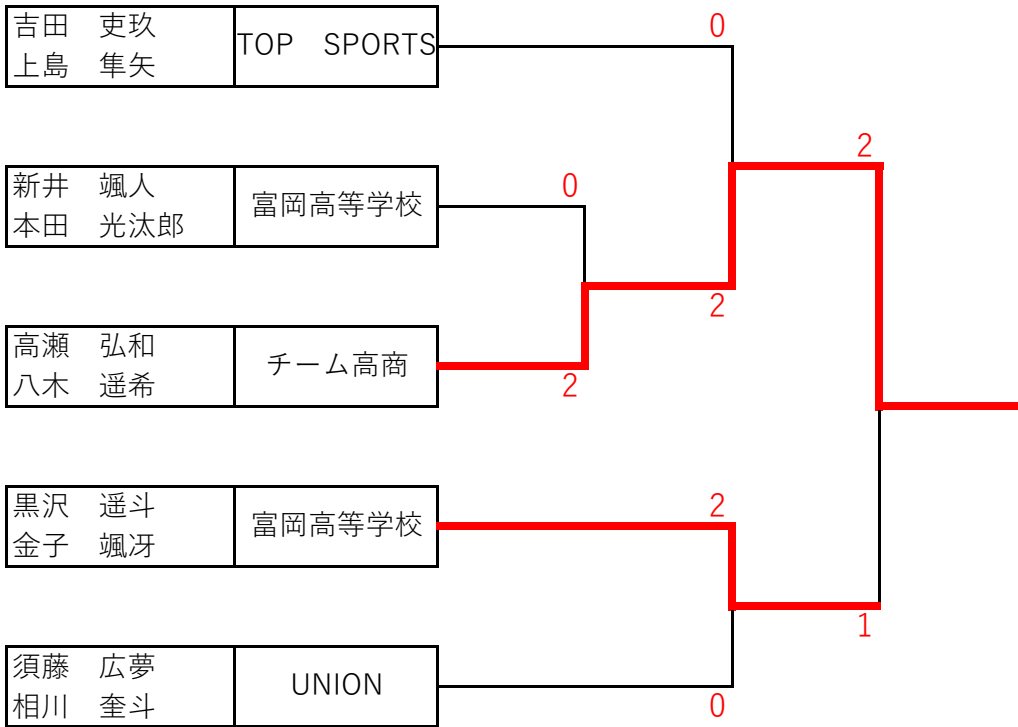 吉田　吏玖
上島　隼矢
TOP　SPORTS
0
2
新井　颯人
本田　光汰郎
富岡高等学校
0
2
高瀬　弘和
八木　遥希
チーム高商
2
黒沢　遥斗
金子　颯冴
富岡高等学校
2
1
須藤　広夢
相川　奎斗
UNION
0